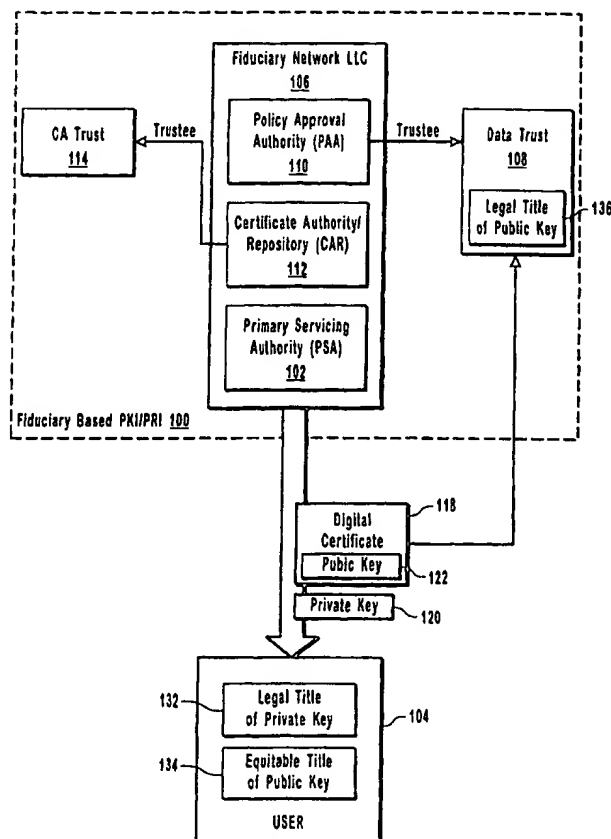 Fiduciary Network LLC
106
Policy Approval
Authority (PAA)
110
Trustee
CA Trust
114
Trustee
Data Trust
108
Legal Title
of Public Key
136
Certificate Authority/
Repository (CAR)
112
Primary Servicing
Authority (PSA)
102
Fiduciary Based PKI/PRI 100
Digital
Certificate
118
Pubic Key
122
Private Key
120
132
Legal Title
of Private Key
104
134
Equitable Title
of Public Key
USER